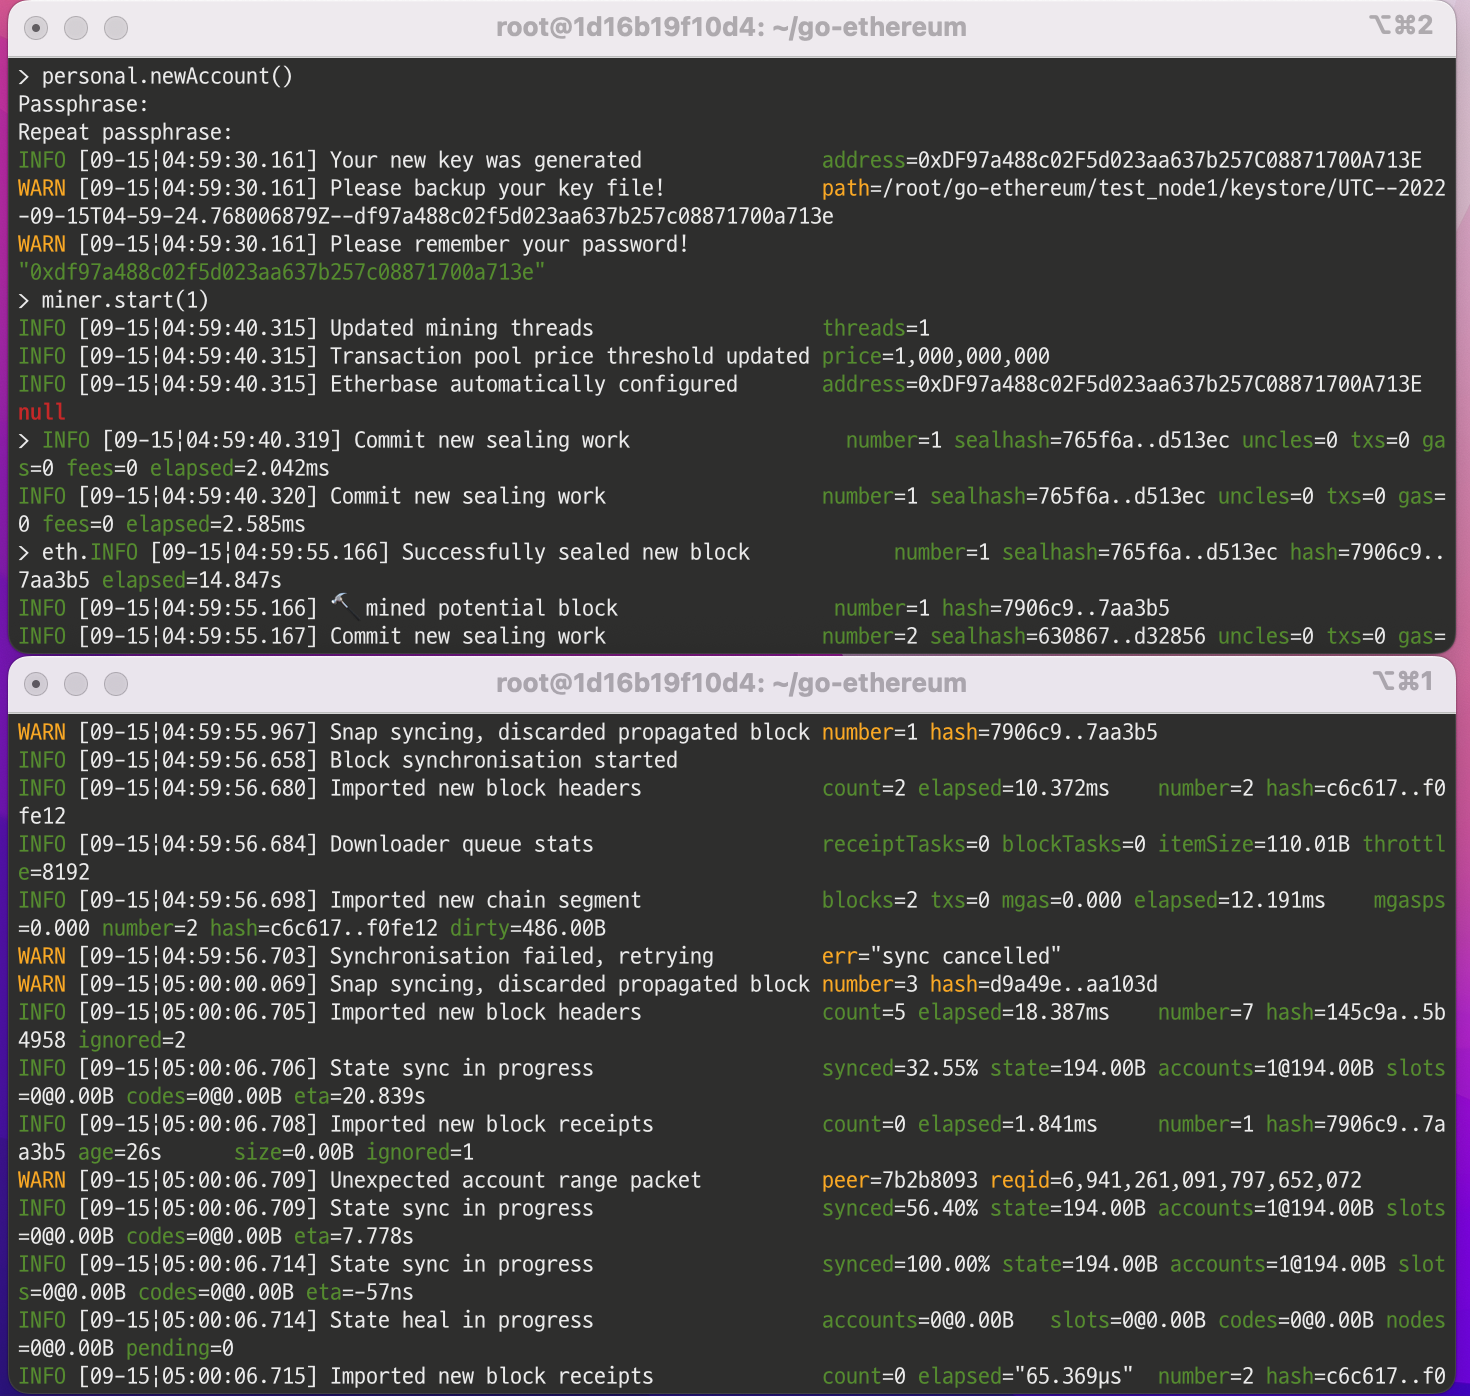 root@1d16b19f10d4: ~/go-ethereum ⌥⌘2
> personal.newAccount()
Passphrase:
Repeat passphrase:
INFO [09-15|04:59:30.161] Your new key was generated address=0xDF97a488c02F5d023aa637b257C08871700A713E
WARN [09-15|04:59:30.161] Please backup your key file! path=/root/go-ethereum/test_node1/keystore/UTC--2022
-09-15T04-59-24.768006879Z--df97a488c02f5d023aa637b257c08871700a713e
WARN [09-15|04:59:30.161] Please remember your password!
"0xdf97a488c02f5d023aa637b257c08871700a713e"
> miner.start(1)
INFO [09-15|04:59:40.315] Updated mining threads threads=1
INFO [09-15|04:59:40.315] Transaction pool price threshold updated price=1,000,000,000
INFO [09-15|04:59:40.315] Etherbase automatically configured address=0xDF97a488c02F5d023aa637b257C08871700A713E
null
> INFO [09-15|04:59:40.319] Commit new sealing work number=1 sealhash=765f6a..d513ec uncles=0 txs=0 ga
s=0 fees=0 elapsed=2.042ms
INFO [09-15|04:59:40.320] Commit new sealing work number=1 sealhash=765f6a..d513ec uncles=0 txs=0 gas=
0 fees=0 elapsed=2.585ms
> eth.INFO [09-15|04:59:55.166] Successfully sealed new block number=1 sealhash=765f6a..d513ec hash=7906c9..
7aa3b5 elapsed=14.847s
INFO [09-15|04:59:55.166] 🔨 mined potential block number=1 hash=7906c9..7aa3b5
INFO [09-15|04:59:55.167] Commit new sealing work number=2 sealhash=630867..d32856 uncles=0 txs=0 gas=
root@1d16b19f10d4: ~/go-ethereum ⌥⌘1
WARN [09-15|04:59:55.967] Snap syncing, discarded propagated block number=1 hash=7906c9..7aa3b5
INFO [09-15|04:59:56.658] Block synchronisation started
INFO [09-15|04:59:56.680] Imported new block headers count=2 elapsed=10.372ms number=2 hash=c6c617..f0
fe12
INFO [09-15|04:59:56.684] Downloader queue stats receiptTasks=0 blockTasks=0 itemSize=110.01B throttl
e=8192
INFO [09-15|04:59:56.698] Imported new chain segment blocks=2 txs=0 mgas=0.000 elapsed=12.191ms mgasps
=0.000 number=2 hash=c6c617..f0fe12 dirty=486.00B
WARN [09-15|04:59:56.703] Synchronisation failed, retrying err="sync cancelled"
WARN [09-15|05:00:00.069] Snap syncing, discarded propagated block number=3 hash=d9a49e..aa103d
INFO [09-15|05:00:06.705] Imported new block headers count=5 elapsed=18.387ms number=7 hash=145c9a..5b
4958 ignored=2
INFO [09-15|05:00:06.706] State sync in progress synced=32.55% state=194.00B accounts=1@194.00B slots
=0@0.00B codes=0@0.00B eta=20.839s
INFO [09-15|05:00:06.708] Imported new block receipts count=0 elapsed=1.841ms number=1 hash=7906c9..7a
a3b5 age=26s size=0.00B ignored=1
WARN [09-15|05:00:06.709] Unexpected account range packet peer=7b2b8093 reqid=6,941,261,091,797,652,072
INFO [09-15|05:00:06.709] State sync in progress synced=56.40% state=194.00B accounts=1@194.00B slots
=0@0.00B codes=0@0.00B eta=7.778s
INFO [09-15|05:00:06.714] State sync in progress synced=100.00% state=194.00B accounts=1@194.00B slot
s=0@0.00B codes=0@0.00B eta=-57ns
INFO [09-15|05:00:06.714] State heal in progress accounts=0@0.00B slots=0@0.00B codes=0@0.00B nodes
=0@0.00B pending=0
INFO [09-15|05:00:06.715] Imported new block receipts count=0 elapsed="65.369µs" number=2 hash=c6c617..f0